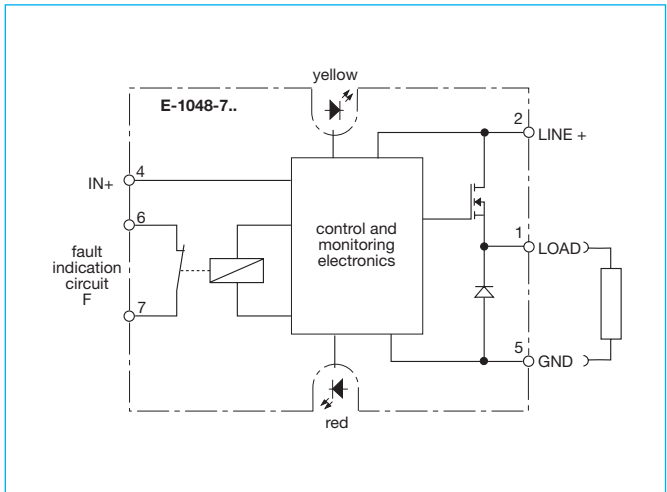 yellow
E-1048-7..
2
LINE +
4
IN+
6
control and
monitoring
electronics
1
LOAD
fault
indication
circuit
F
7
5
GND
red